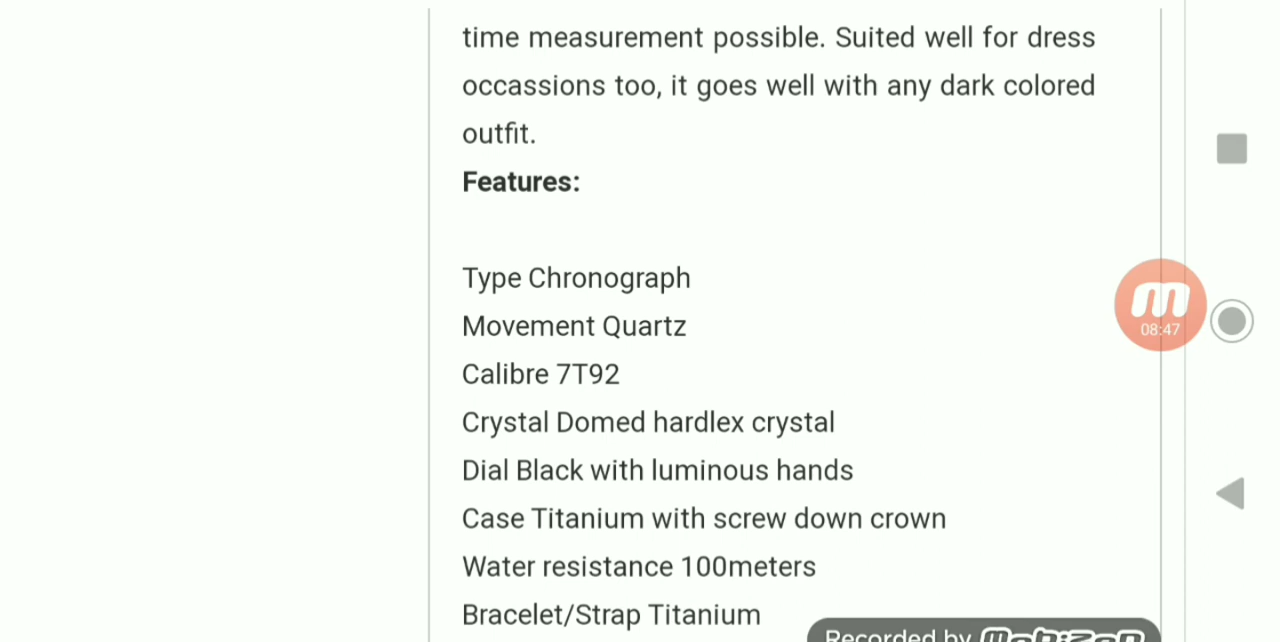 time measurement possible. Suited well for dress
occassions too, it goes well with any dark colored
outfit.
Features:
Type Chronograph
Movement Quartz
Calibre 7T92
Crystal Domed hardlex crystal
Dial Black with luminous hands
Case Titanium with screw down crown
Water resistance 100meters
Bracelet/Strap Titanium
08:47
Recorded by mobizen